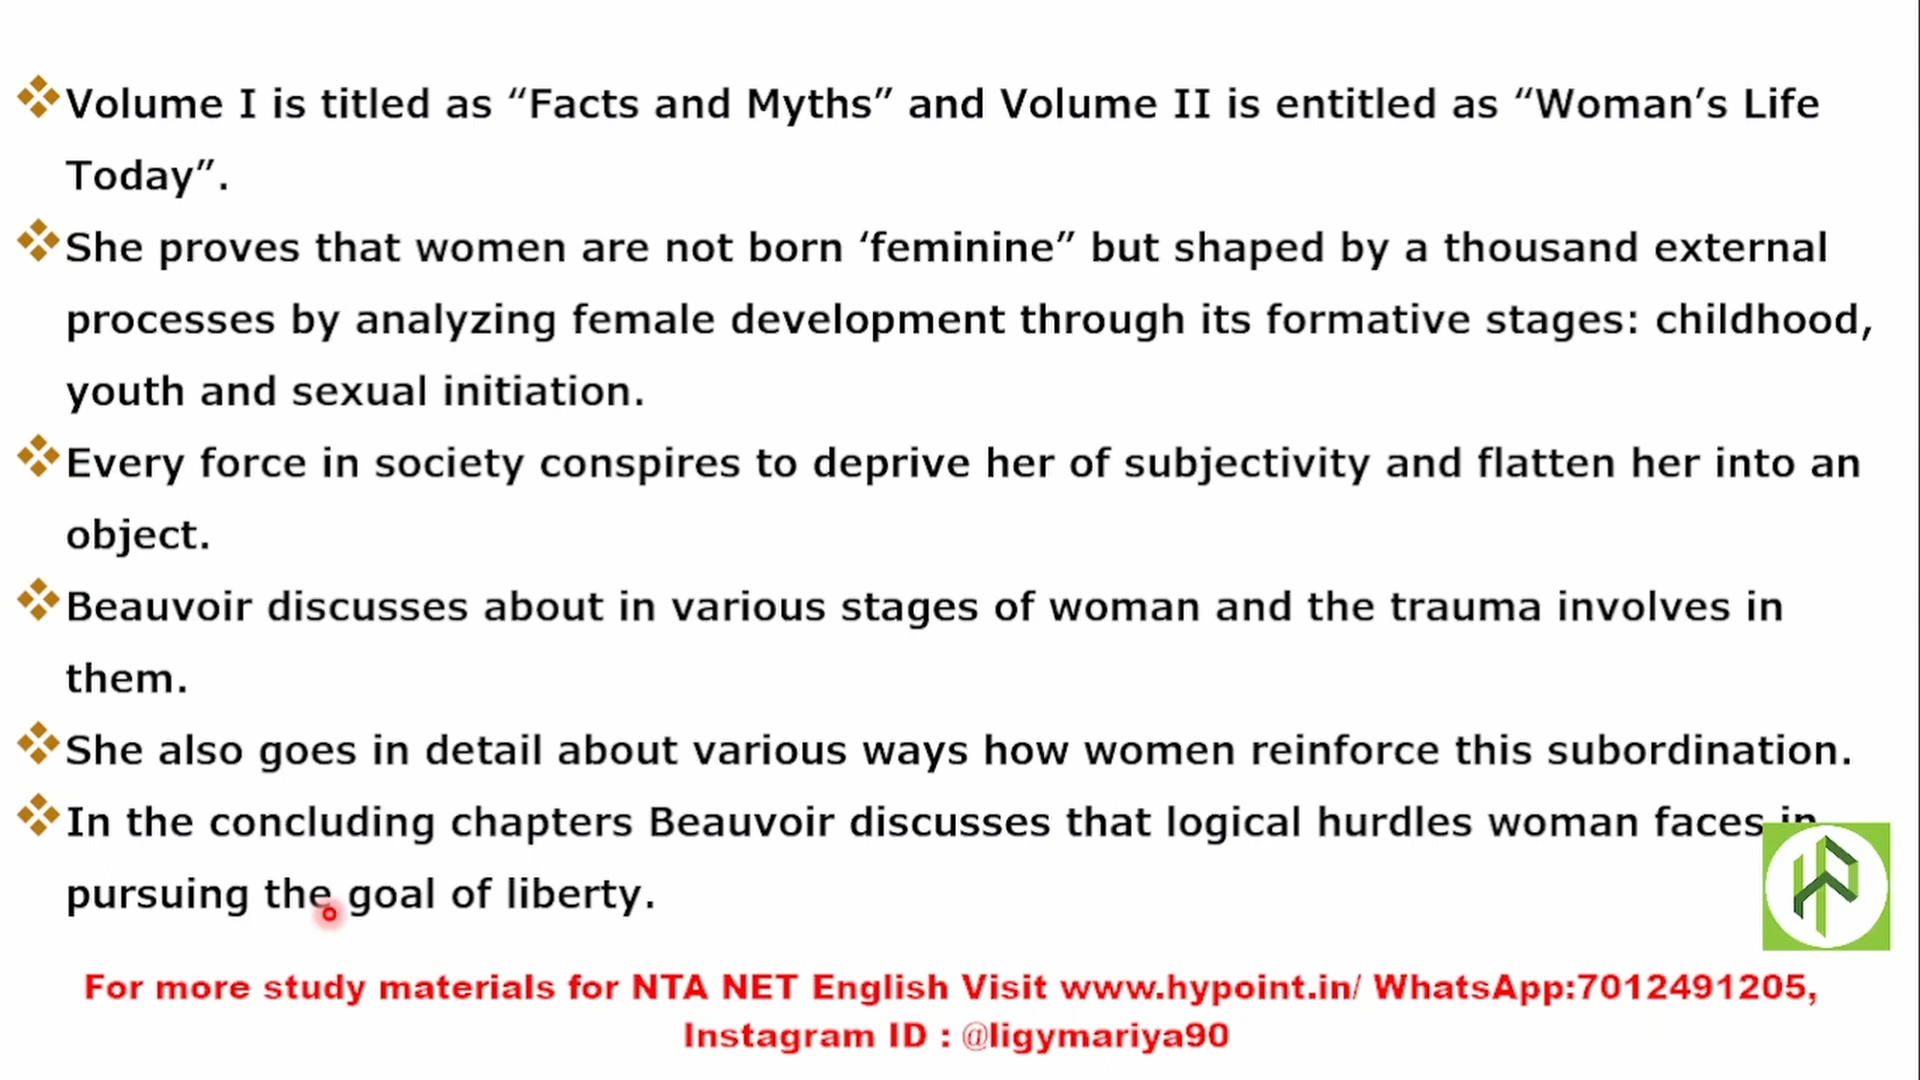 Volume I is titled as “Facts and Myths” and Volume II is entitled as “Woman’s Life
Today”.
She proves that women are not born ‘feminine” but shaped by a thousand external
processes by analyzing female development through its formative stages: childhood,
youth and sexual initiation.
Every force in society conspires to deprive her of subjectivity and flatten her into an
object.
Beauvoir discusses about in various stages of woman and the trauma involves in
them.
She also goes in detail about various ways how women reinforce this subordination.
In the concluding chapters Beauvoir discusses that logical hurdles woman faces in
pursuing the goal of liberty.
For more study materials for NTA NET English Visit www.hypoint.in/ WhatsApp:7012491205,
Instagram ID : @ligymariya90